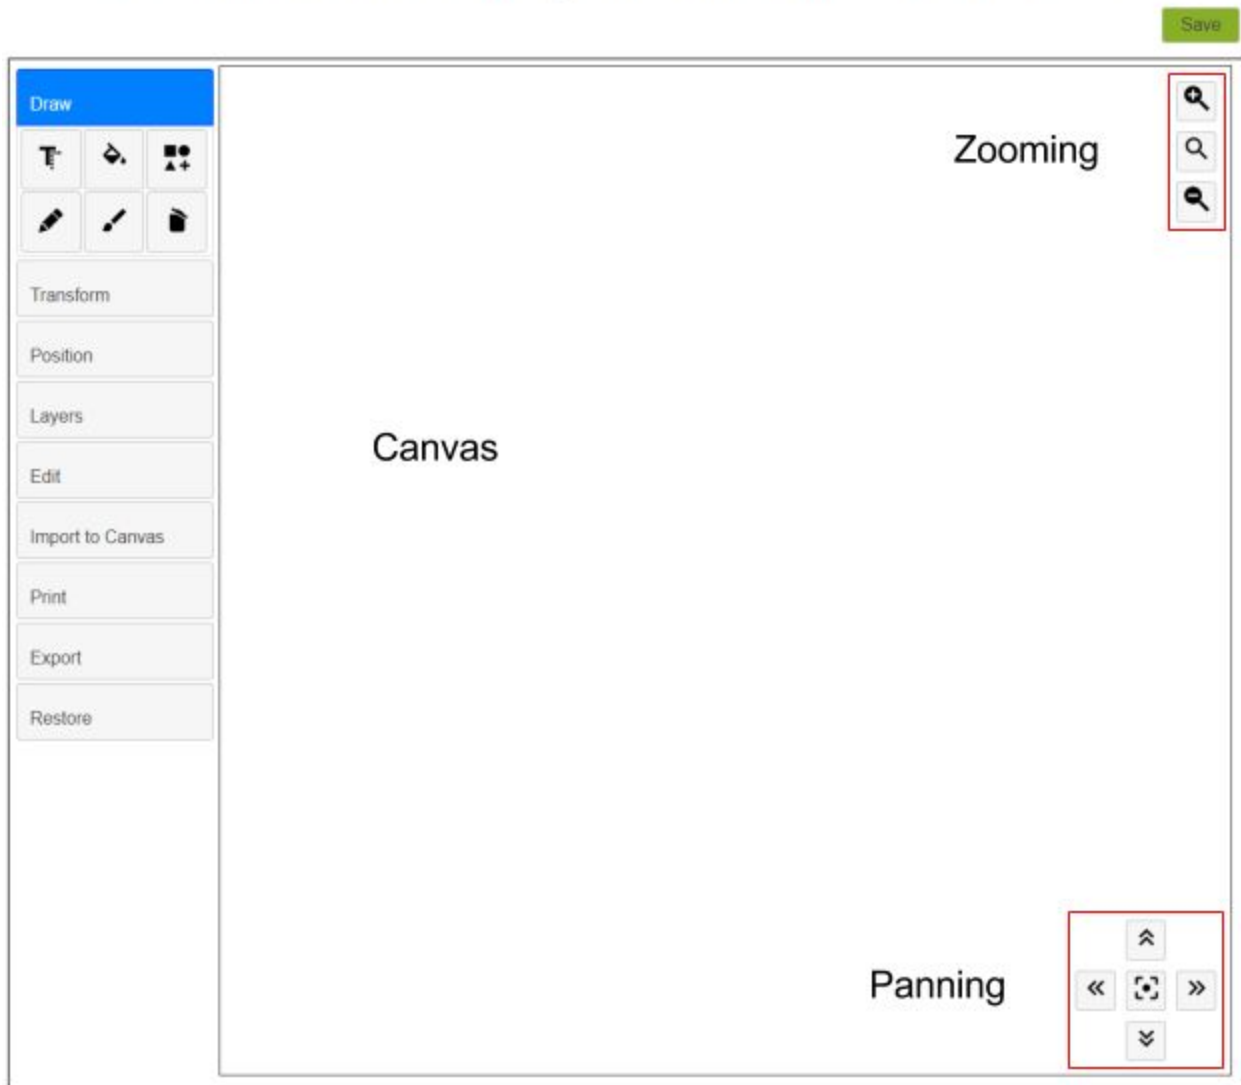 Save
Draw
Zooming
Transform
Position
Layers
Canvas
Edit
Import to Canvas
Print
Export
Restore
Panning